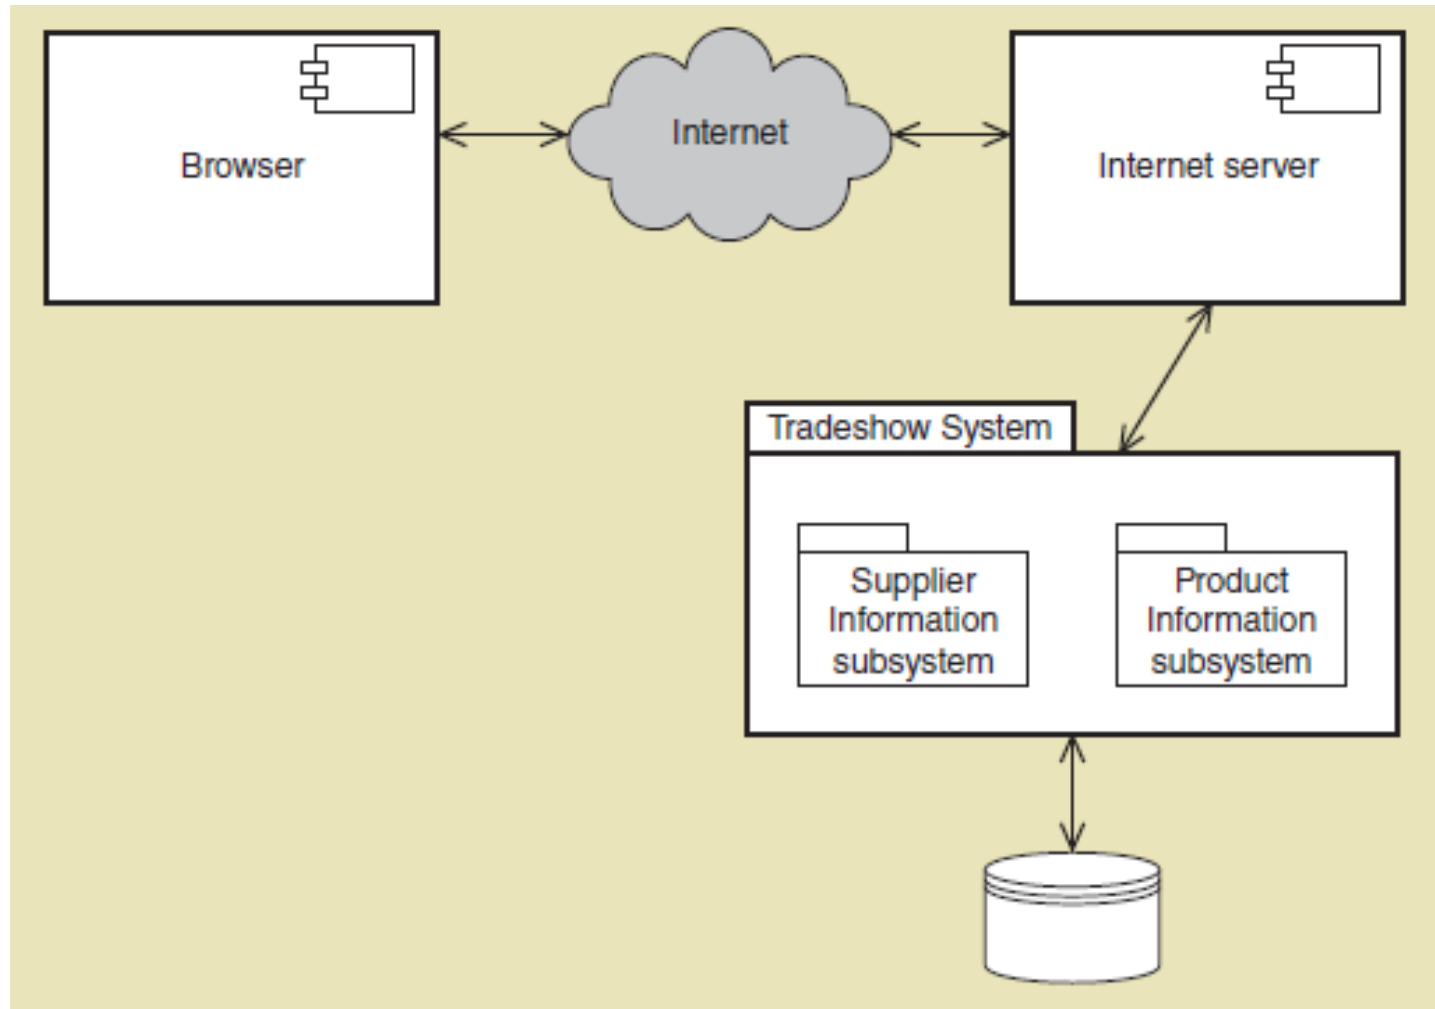 Browser
Internet
Internet server
Tradeshow System
Supplier
Information
subsystem
Product
Information
subsystem